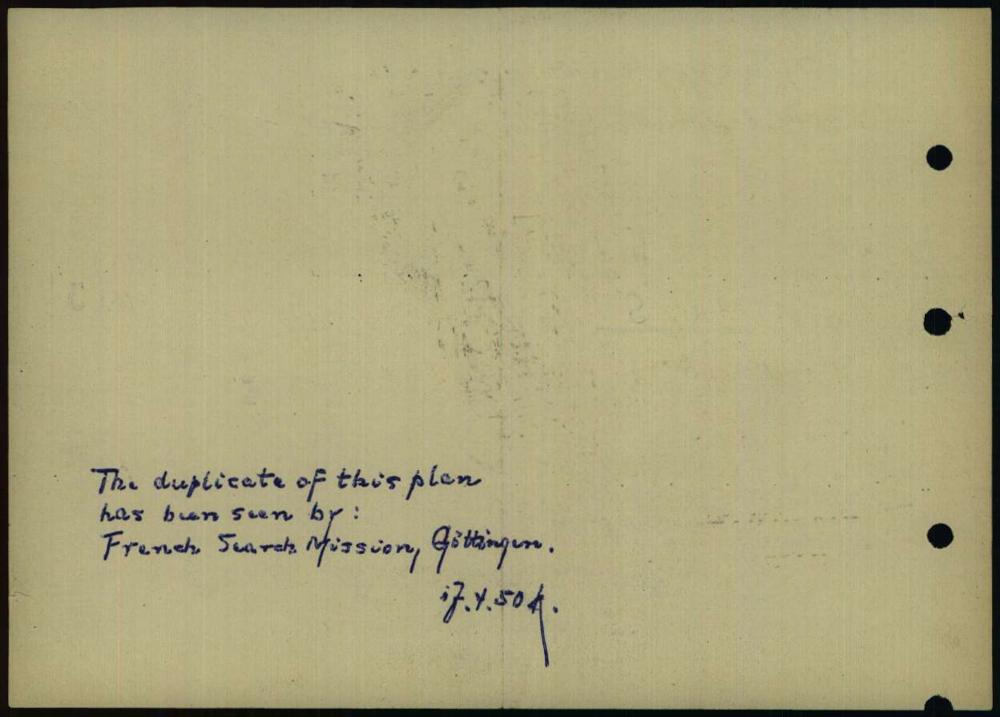 The duplicate of this plan
has been seen by:
French Search Mission, Göttingen.
17.4.50